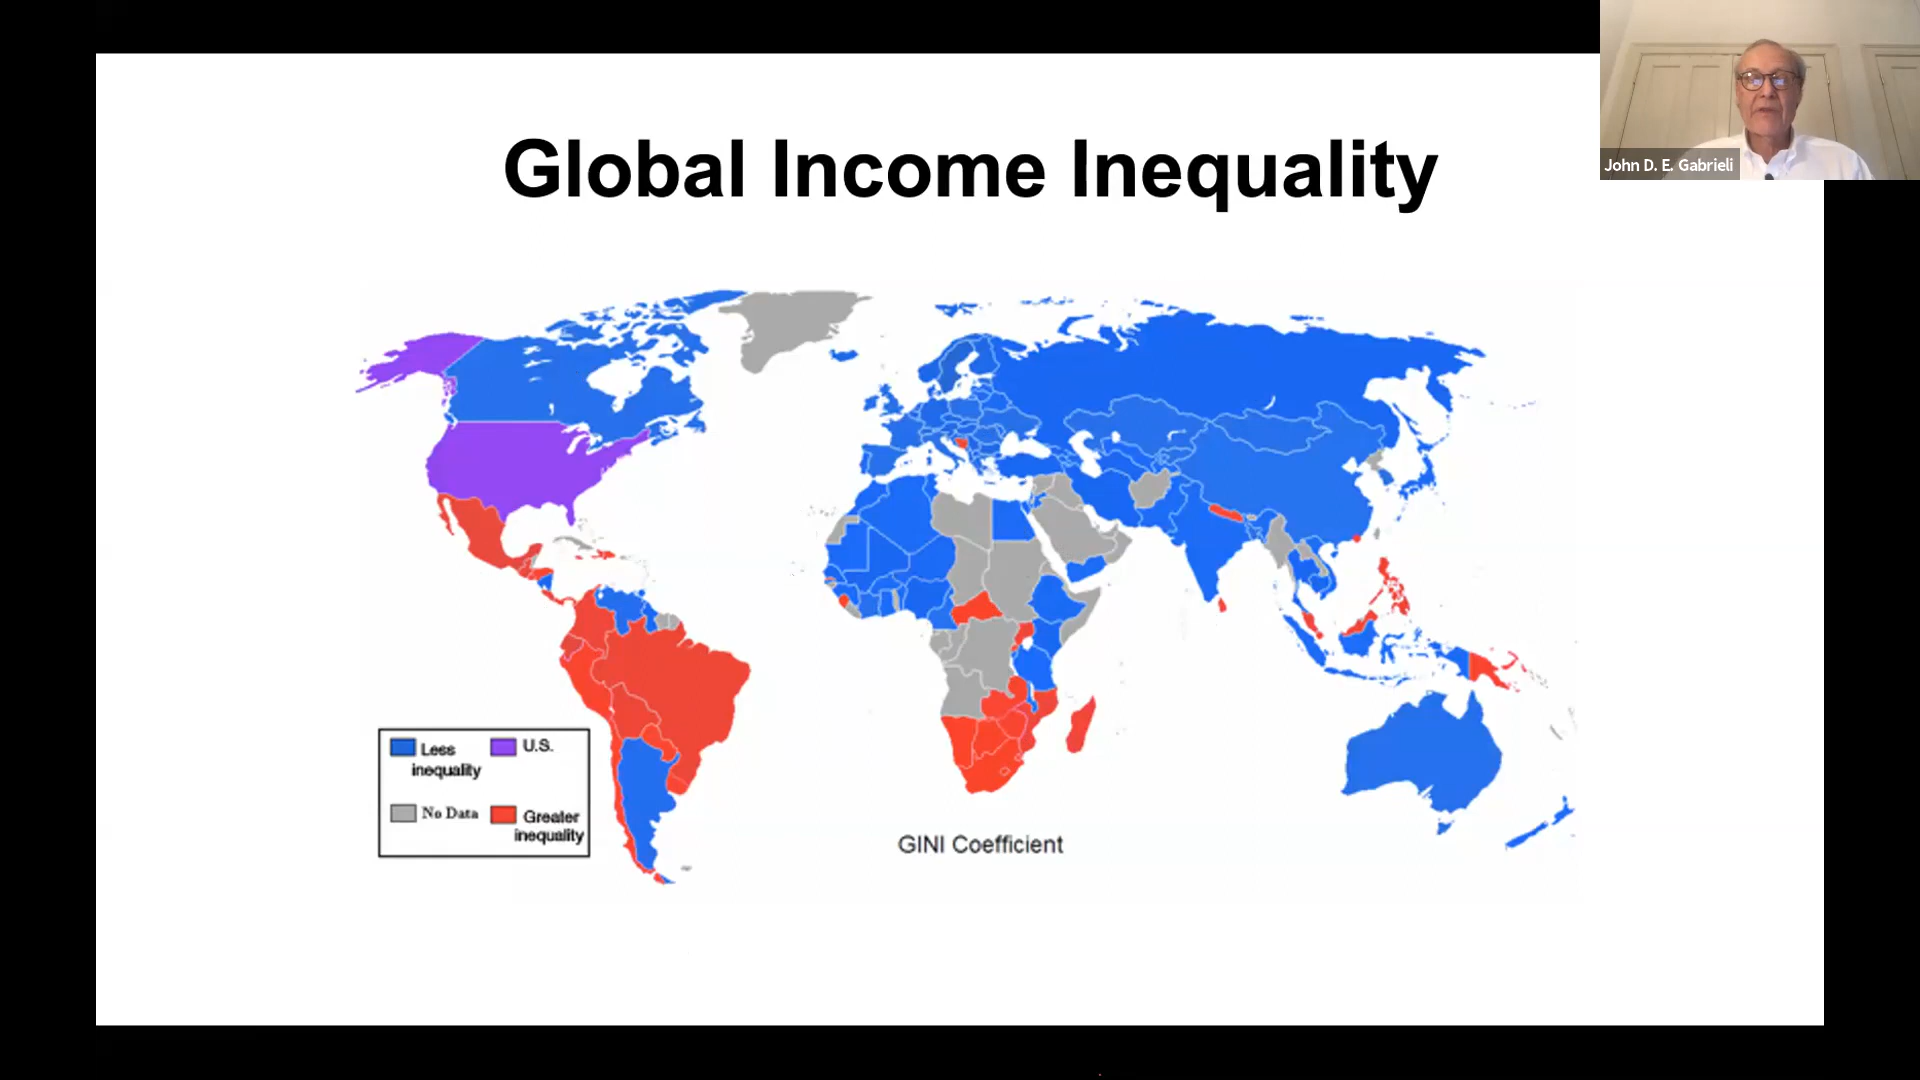 John D. E. Gabrieli
Global Income Inequality
Less
inequality
U.S.
No Data
Greater
inequality
GINI Coefficient